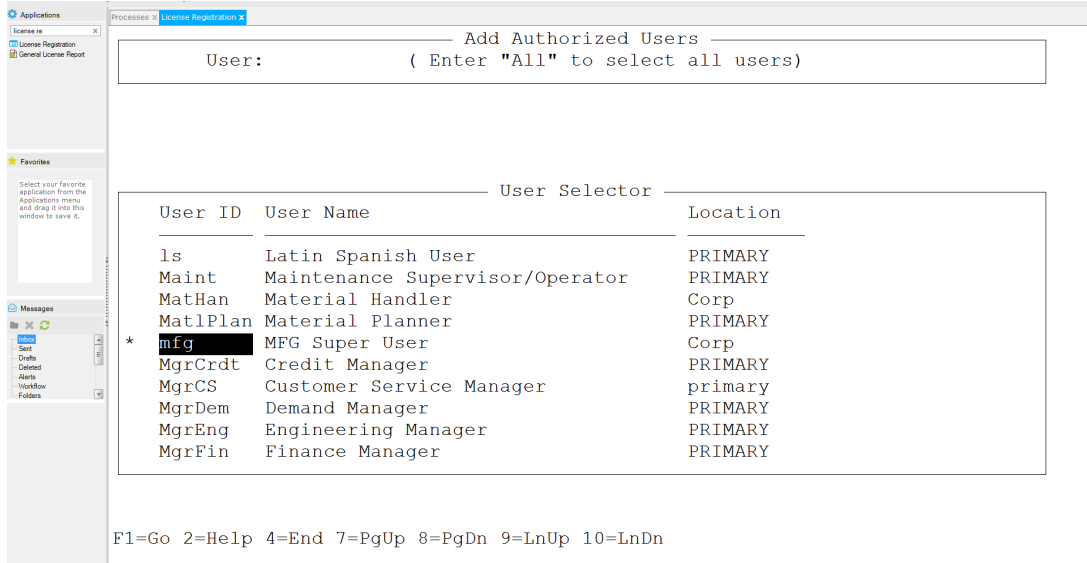 Applications
license re x
License Registration
General License Report
Favorites
Select your favorite
application from the
Applications menu
and drag it into this
window to save it.
Messages
Inbox
Sent
Drafts
Deleted
Alerts
Workflow
Folders
Processes x License Registration x
Add Authorized Users
User: ( Enter "All" to select all users)
User Selector
User ID User Name Location
ls Latin Spanish User PRIMARY
Maint Maintenance Supervisor/Operator PRIMARY
MatHan Material Handler Corp
MatlPlan Material Planner PRIMARY
* mfg MFG Super User Corp
MgrCrdt Credit Manager PRIMARY
MgrCS Customer Service Manager primary
MgrDem Demand Manager PRIMARY
MgrEng Engineering Manager PRIMARY
MgrFin Finance Manager PRIMARY
F1=Go 2=Help 4=End 7=PgUp 8=PgDn 9=LnUp 10=LnDn